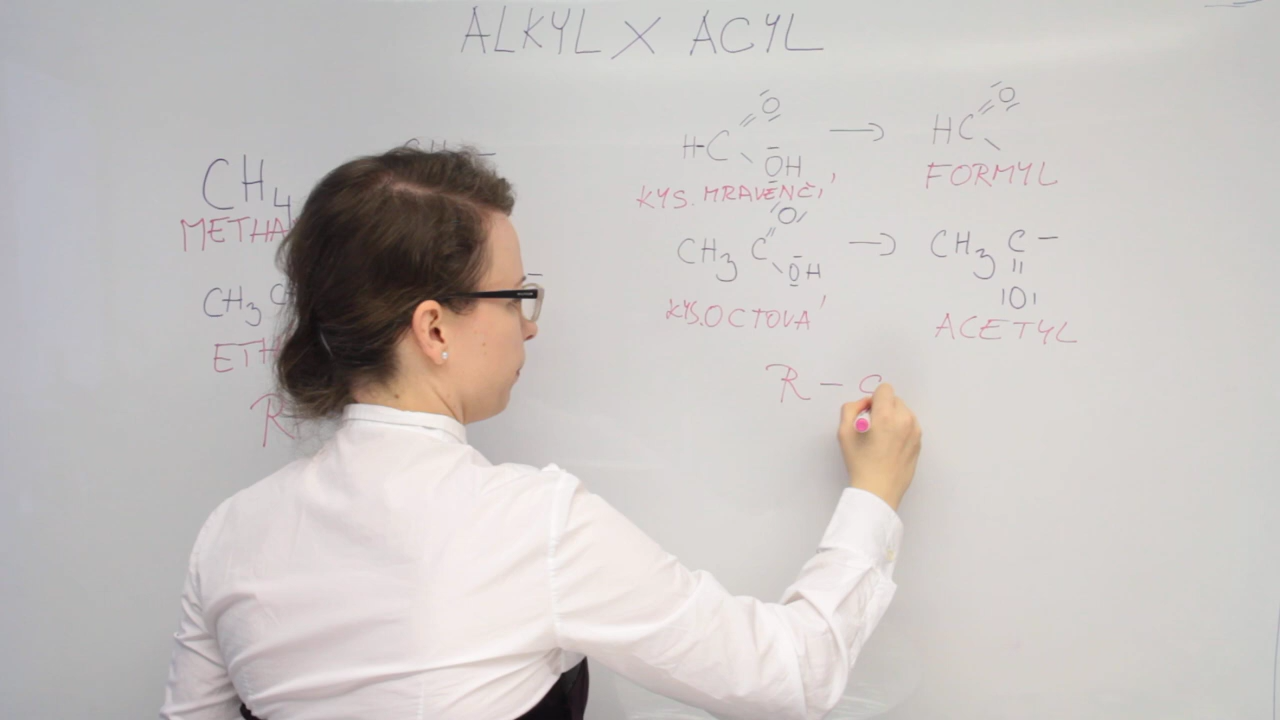 ALKYL X ACYL
CH4
METHA
CH3 C
ETH
R-
H-C
O
OH
→
HC
O
KYS. MRAVENČÍ
FORMYL
CH3 C
O
OH
→
CH3 C -
||
|O|
KYS. OCTOVÁ
ACETYL
R - C